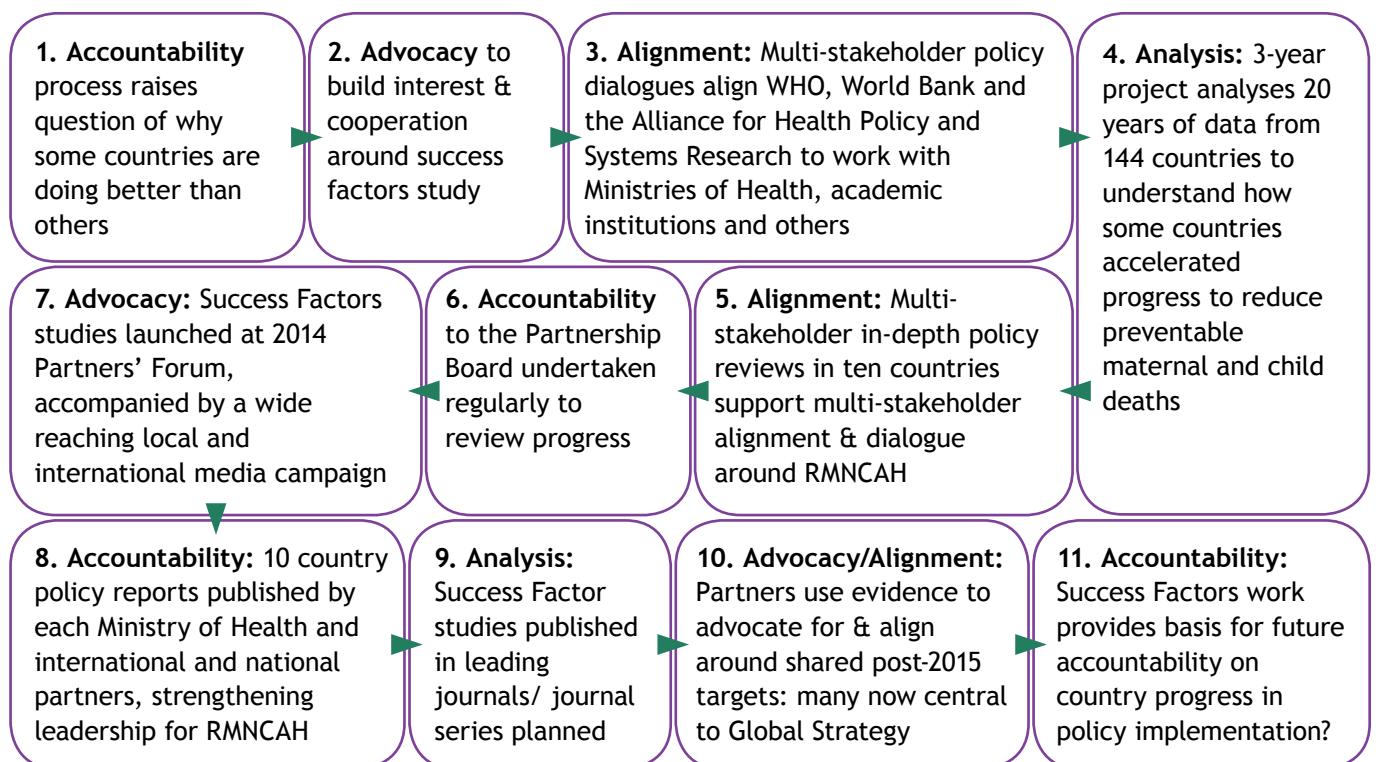 1. Accountability
process raises
question of why
some countries are
doing better than
others
2. Advocacy to
build interest &
cooperation
around success
factors study
3. Alignment: Multi-stakeholder policy
dialogues align WHO, World Bank and
the Alliance for Health Policy and
Systems Research to work with
Ministries of Health, academic
institutions and others
4. Analysis: 3-year
project analyses 20
years of data from
144 countries to
understand how
some countries
accelerated
progress to reduce
preventable
maternal and child
deaths
5. Alignment: Multi-
stakeholder in-depth policy
reviews in ten countries
support multi-stakeholder
alignment & dialogue
around RMNCAH
6. Accountability
to the Partnership
Board undertaken
regularly to
review progress
7. Advocacy: Success Factors
studies launched at 2014
Partners’ Forum,
accompanied by a wide
reaching local and
international media campaign
8. Accountability: 10 country
policy reports published by
each Ministry of Health and
international and national
partners, strengthening
leadership for RMNCAH
9. Analysis:
Success Factor
studies published
in leading
journals/ journal
series planned
10. Advocacy/Alignment:
Partners use evidence to
advocate for & align
around shared post-2015
targets: many now central
to Global Strategy
11. Accountability:
Success Factors work
provides basis for future
accountability on
country progress in
policy implementation?